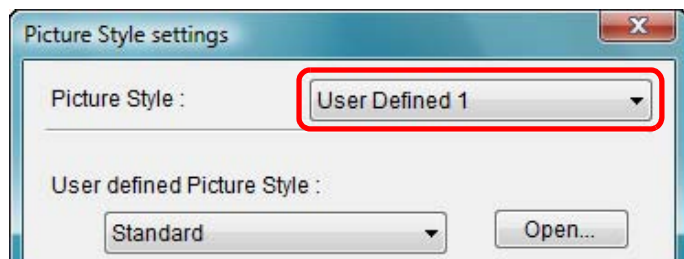 Picture Style settings
Picture Style : User Defined 1
User defined Picture Style :
Standard Open...